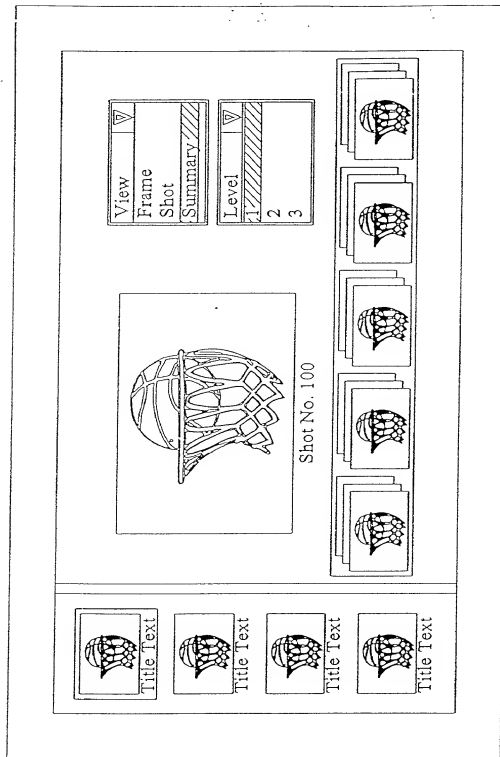 Title Text
Title Text
Title Text
Title Text
Shot No. 100
View
Frame
Shot
Summary
Level
1
2
3